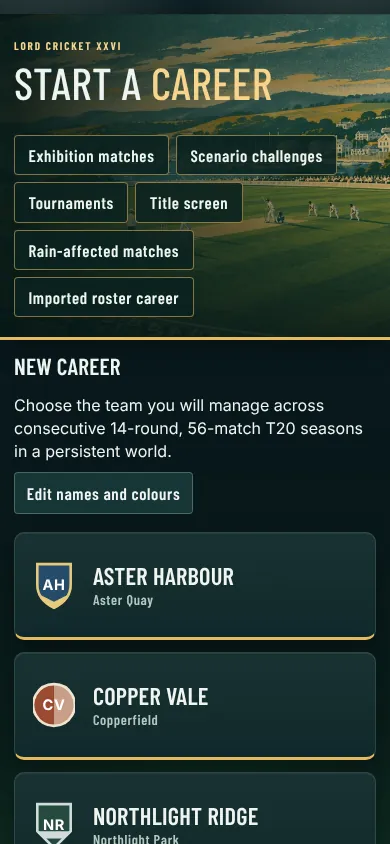 LORD CRICKET XXVI
START A CAREER
Exhibition matches
Scenario challenges
Tournaments
Title screen
Rain-affected matches
Imported roster career
NEW CAREER
Choose the team you will manage across
consecutive 14-round, 56-match T20 seasons
in a persistent world.
Edit names and colours
AH
ASTER HARBOUR
Aster Quay
CV
COPPER VALE
Copperfield
NR
NORTHLIGHT RIDGE
Northlight Park